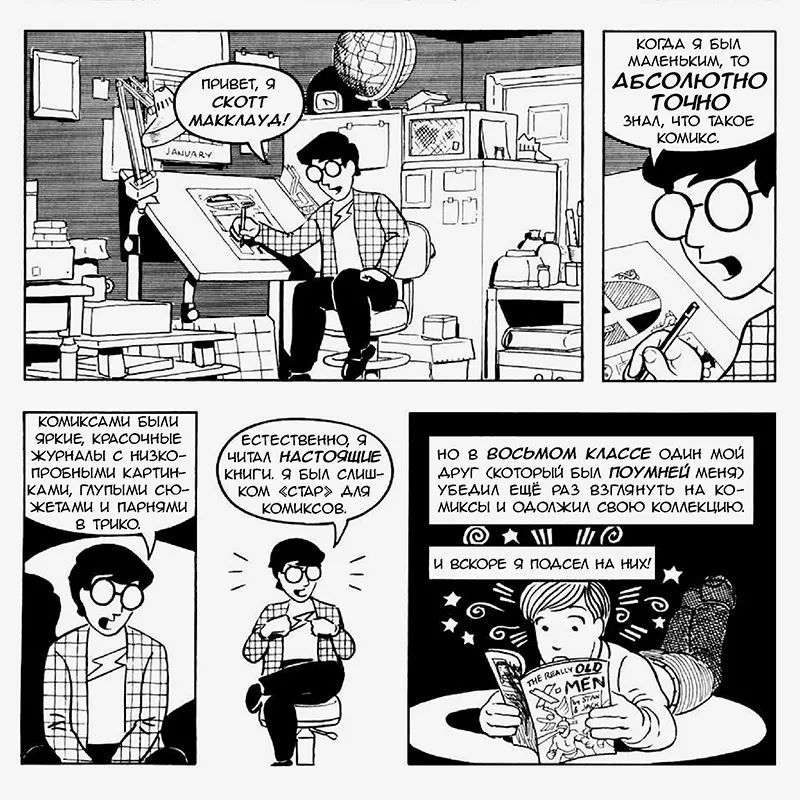 ПРИВЕТ, Я
СКОТТ
МАККЛАУД!
JANUARY
КОГДА Я БЫЛ
МАЛЕНЬКИМ, ТО
АБСОЛЮТНО
ТОЧНО
ЗНАЛ, ЧТО ТАКОЕ
КОМИКС.
КОМИКСАМИ БЫЛИ
ЯРКИЕ, КРАСОЧНЫЕ
ЖУРНАЛЫ С НИЗКО-
ПРОБНЫМИ КАРТИН-
КАМИ, ГЛУПЫМИ СЮ-
ЖЕТАМИ И ПАРНЯМИ
В ТРИКО.
ЕСТЕСТВЕННО, Я
ЧИТАЛ НАСТОЯЩИЕ
КНИГИ. Я БЫЛ СЛИШ-
КОМ «СТАР» ДЛЯ
КОМИКСОВ.
НО В ВОСЬМОМ КЛАССЕ ОДИН МОЙ
ДРУГ (КОТОРЫЙ БЫЛ ПОУМНЕЙ МЕНЯ)
УБЕДИЛ ЕЩЁ РАЗ ВЗГЛЯНУТЬ НА КО-
МИКСЫ И ОДОЛЖИЛ СВОЮ КОЛЛЕКЦИЮ.
И ВСКОРЕ Я ПОДСЕЛ НА НИХ!
THE REALLY OLD
X-MEN
BY STAN
& JACK